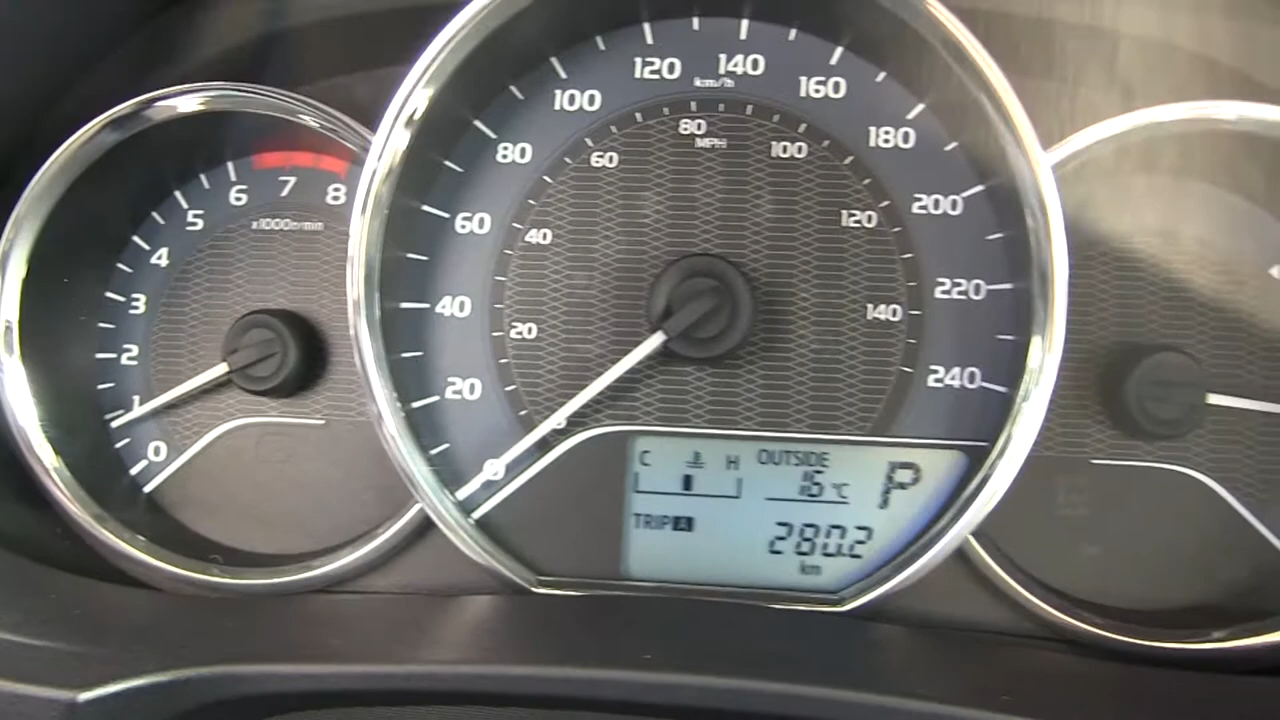 0 1 2 3 4 5 6 7 8
x1000r/min
0 20 40 60 80 100 120 140 160 180 200 220 240
km/h
0 20 40 60 80 100 120 140
MPH
C H OUTSIDE
16°C P
TRIP A 280.2
km